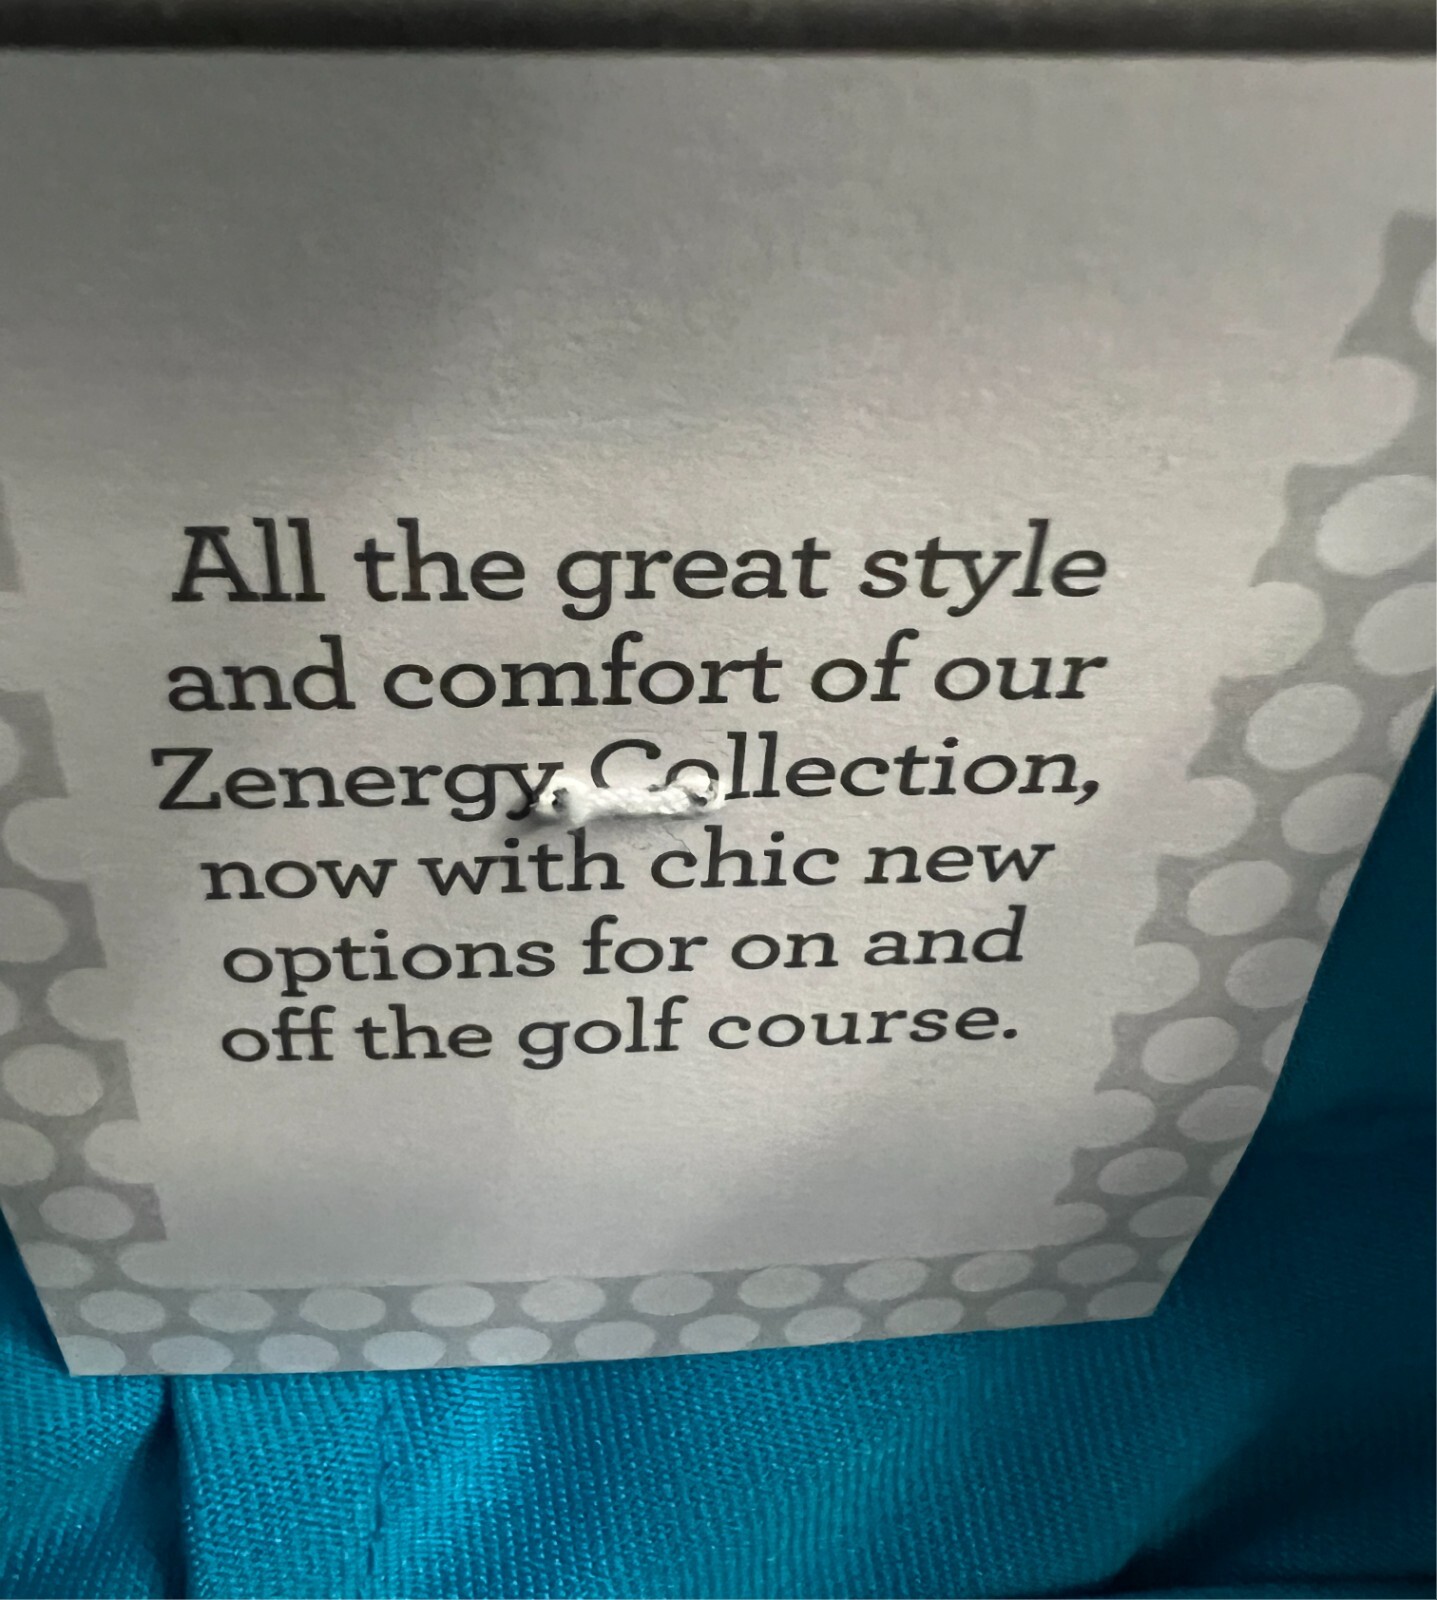 All the great style
and comfort of our
Zenergy Collection,
now with chic new
options for on and
off the golf course.